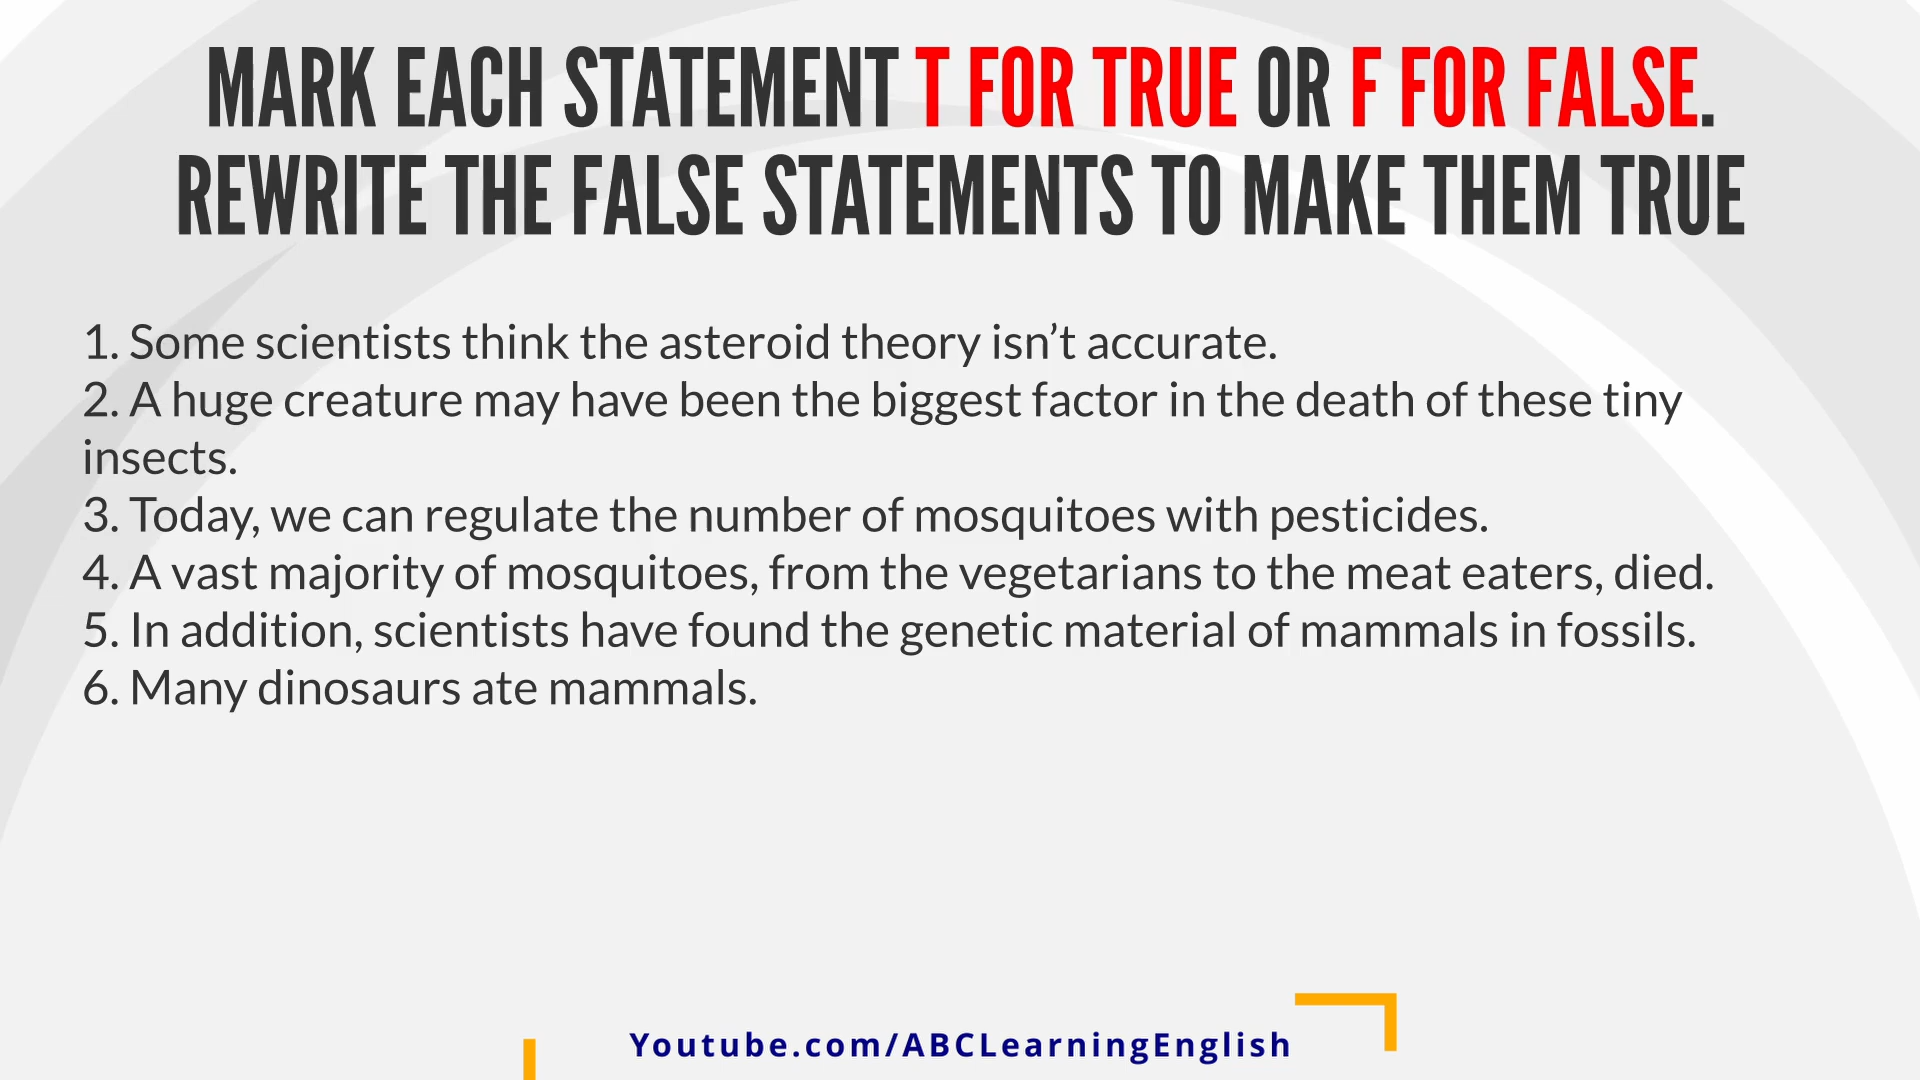 MARK EACH STATEMENT T FOR TRUE OR F FOR FALSE.
REWRITE THE FALSE STATEMENTS TO MAKE THEM TRUE
1. Some scientists think the asteroid theory isn’t accurate.
2. A huge creature may have been the biggest factor in the death of these tiny
insects.
3. Today, we can regulate the number of mosquitoes with pesticides.
4. A vast majority of mosquitoes, from the vegetarians to the meat eaters, died.
5. In addition, scientists have found the genetic material of mammals in fossils.
6. Many dinosaurs ate mammals.
Youtube.com/ABCLearningEnglish